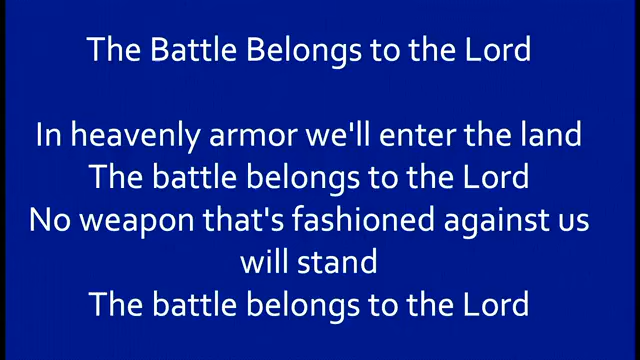 The Battle Belongs to the Lord
In heavenly armor we'll enter the land
The battle belongs to the Lord
No weapon that's fashioned against us
will stand
The battle belongs to the Lord